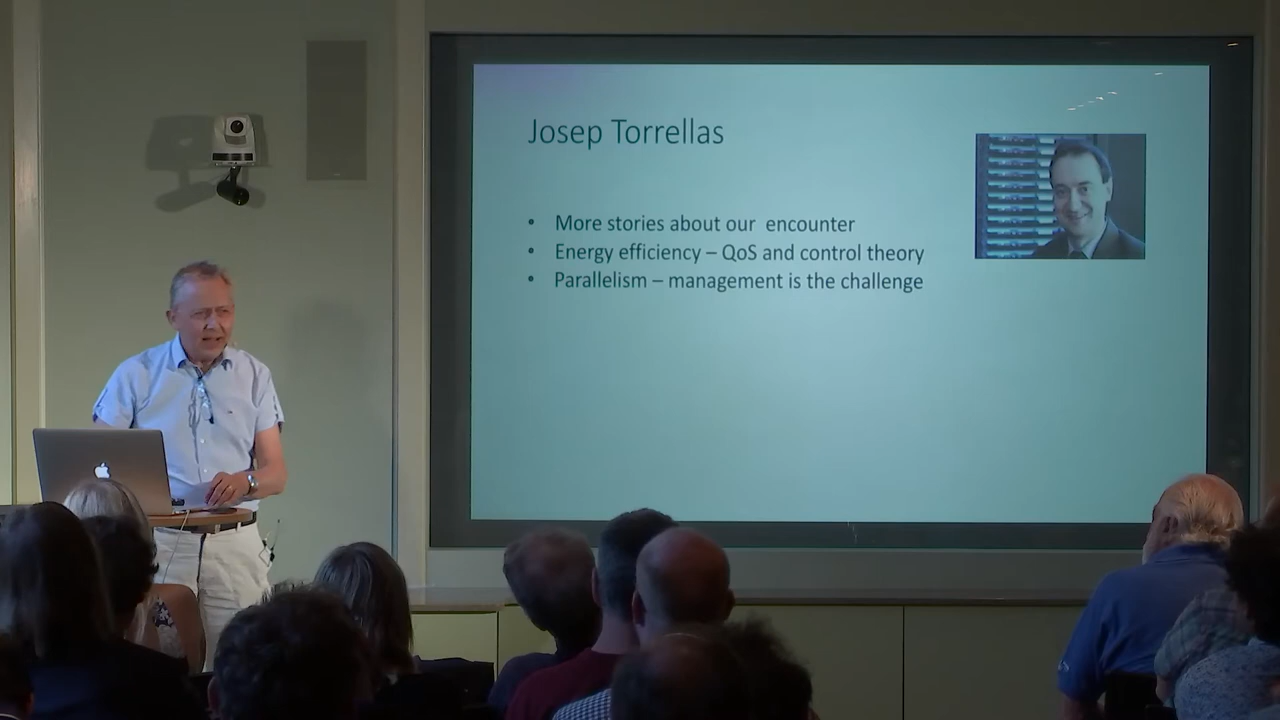 Josep Torrellas
• More stories about our encounter
• Energy efficiency – QoS and control theory
• Parallelism – management is the challenge